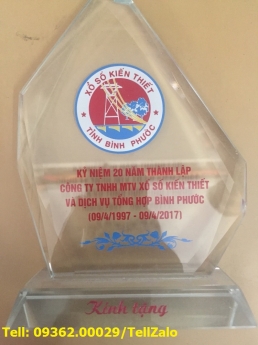 XỔ SỐ KIẾN THIẾT
TỈNH BÌNH PHƯỚC
KỶ NIỆM 20 NĂM THÀNH LẬP
CÔNG TY TNHH MTV XỔ SỐ KIẾN THIẾT
VÀ DỊCH VỤ TỔNG HỢP BÌNH PHƯỚC
(09/4/1997 - 09/4/2017)
Kính tặng
Tell: 09362.00029/TellZalo